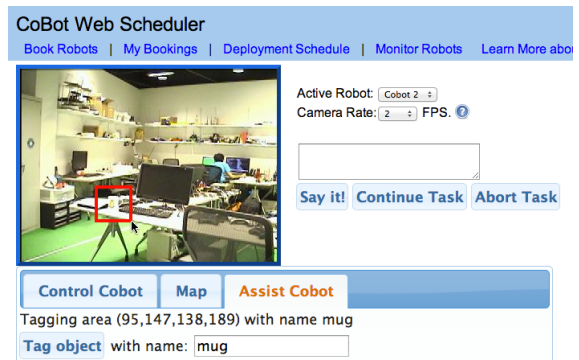 CoBot Web Scheduler
Book Robots | My Bookings | Deployment Schedule | Monitor Robots Learn More abou
Active Robot: Cobot 2
Camera Rate: 2 FPS. ?
Say it! Continue Task Abort Task
Control Cobot Map Assist Cobot
Tagging area (95,147,138,189) with name mug
Tag object with name: mug